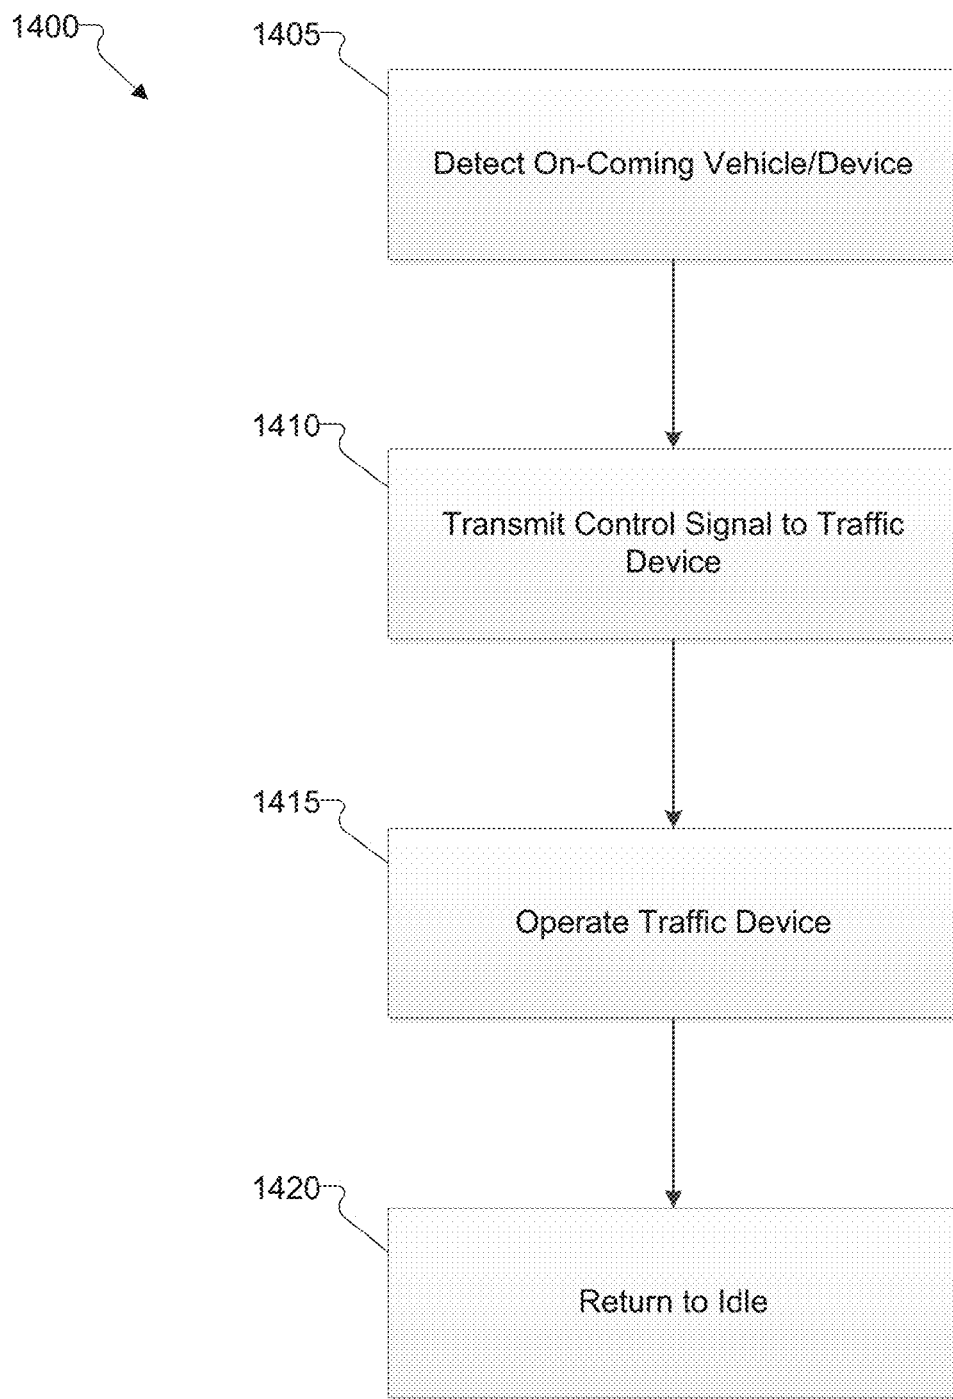 1400
1405
Detect On-Coming Vehicle/Device
1410
Transmit Control Signal to Traffic
Device
1415
Operate Traffic Device
1420
Return to Idle